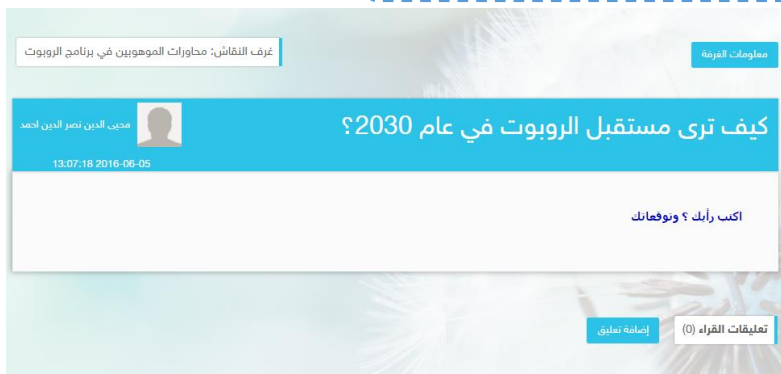 معلومات الغرفة
غرف النقاش: محاورات الموهوبين في برنامج الروبوت
كيف ترى مستقبل الروبوت في عام 2030؟
محيى الدين نصر الدين احمد
13:07:18 2016-06-05
اكتب رأيك ؟ وتوقعاتك
تعليقات القراء (0)
إضافة تعليق